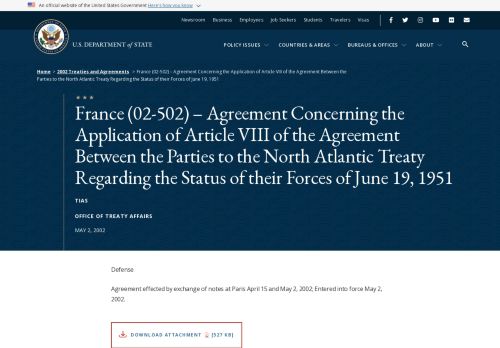 An official website of the United States Government Here's how you know
Newsroom Business Employees Job Seekers Students Travelers Visas
U.S. DEPARTMENT of STATE
POLICY ISSUES COUNTRIES & AREAS BUREAUS & OFFICES ABOUT
Home > 2002 Treaties and Agreements > France (02-502) – Agreement Concerning the Application of Article VIII of the Agreement Between the
Parties to the North Atlantic Treaty Regarding the Status of their Forces of June 19, 1951
France (02-502) – Agreement Concerning the
Application of Article VIII of the Agreement
Between the Parties to the North Atlantic Treaty
Regarding the Status of their Forces of June 19, 1951
TIAS
OFFICE OF TREATY AFFAIRS
MAY 2, 2002
Defense
Agreement effected by exchange of notes at Paris April 15 and May 2, 2002; Entered into force May 2,
2002.
DOWNLOAD ATTACHMENT [527 KB]